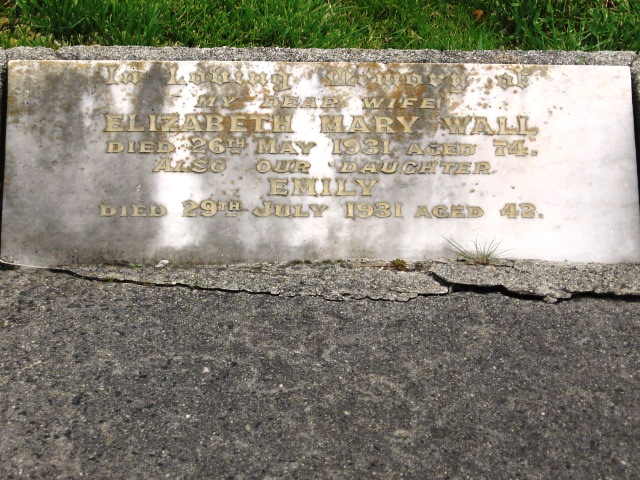 In Loving Memory of
MY DEAR WIFE
ELIZABETH MARY WALL
DIED 26TH MAY 1931 AGED 74.
ALSO OUR DAUGHTER
EMILY
DIED 29TH JULY 1931 AGED 42.